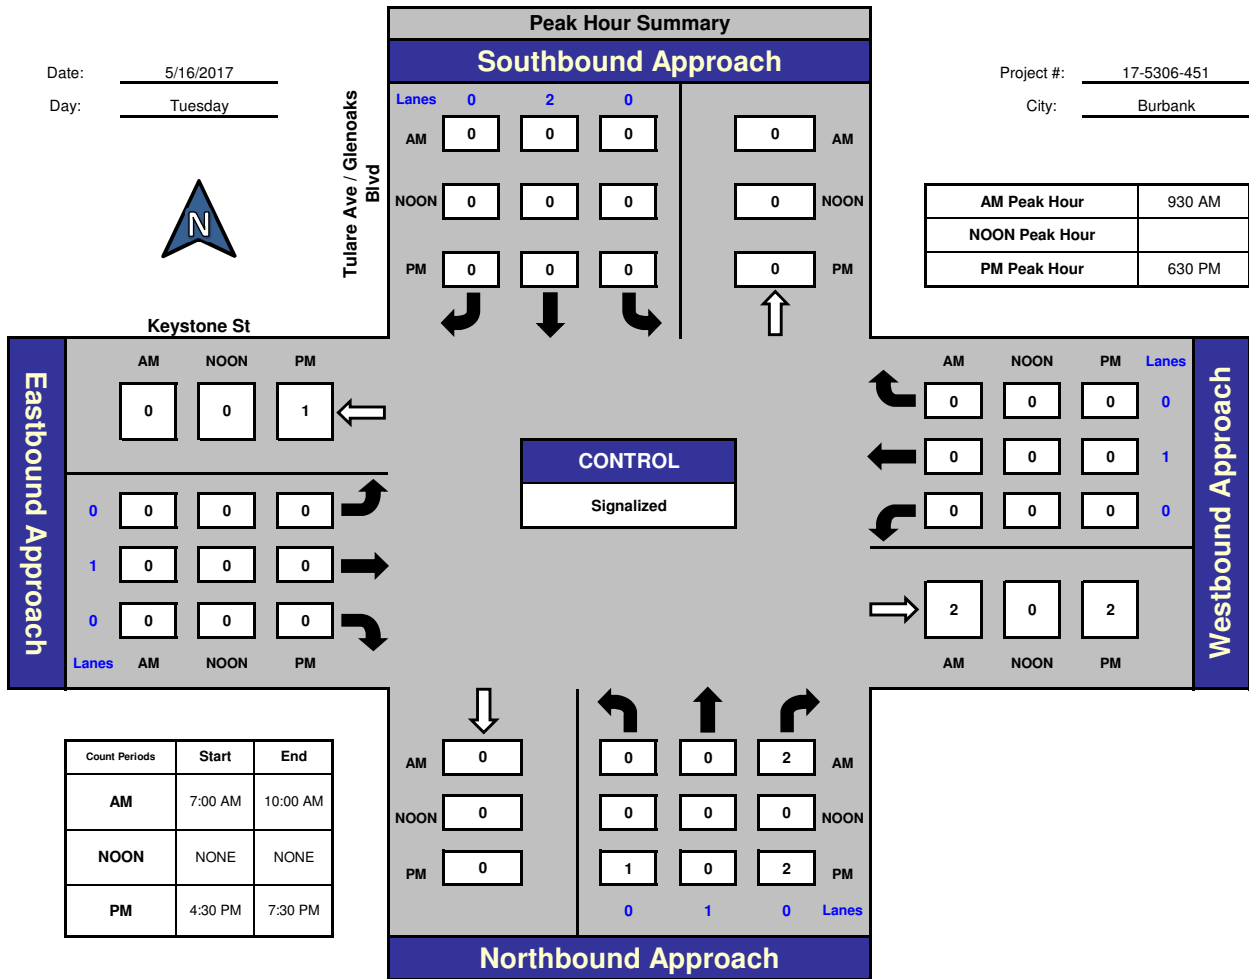 Peak Hour Summary
Southbound Approach
Date: 5/16/2017
Day: Tuesday
Project #: 17-5306-451
City: Burbank
N
Tulare Ave / Glenoaks
Blvd
Lanes 0 2 0
AM 0 0 0 0 AM
NOON 0 0 0 0 NOON
PM 0 0 0 0 PM
AM Peak Hour 930 AM
NOON Peak Hour
PM Peak Hour 630 PM
Keystone St
Eastbound Approach
AM NOON PM
0 0 1
0 0 0 0
1 0 0 0
0 0 0 0
Lanes AM NOON PM
CONTROL
Signalized
AM NOON PM Lanes
0 0 0 0
0 0 0 1
0 0 0 0
2 0 2
AM NOON PM
Westbound Approach
Count Periods Start End
AM 7:00 AM 10:00 AM
NOON NONE NONE
PM 4:30 PM 7:30 PM
AM 0 0 0 2 AM
NOON 0 0 0 0 NOON
PM 0 1 0 2 PM
0 1 0 Lanes
Northbound Approach